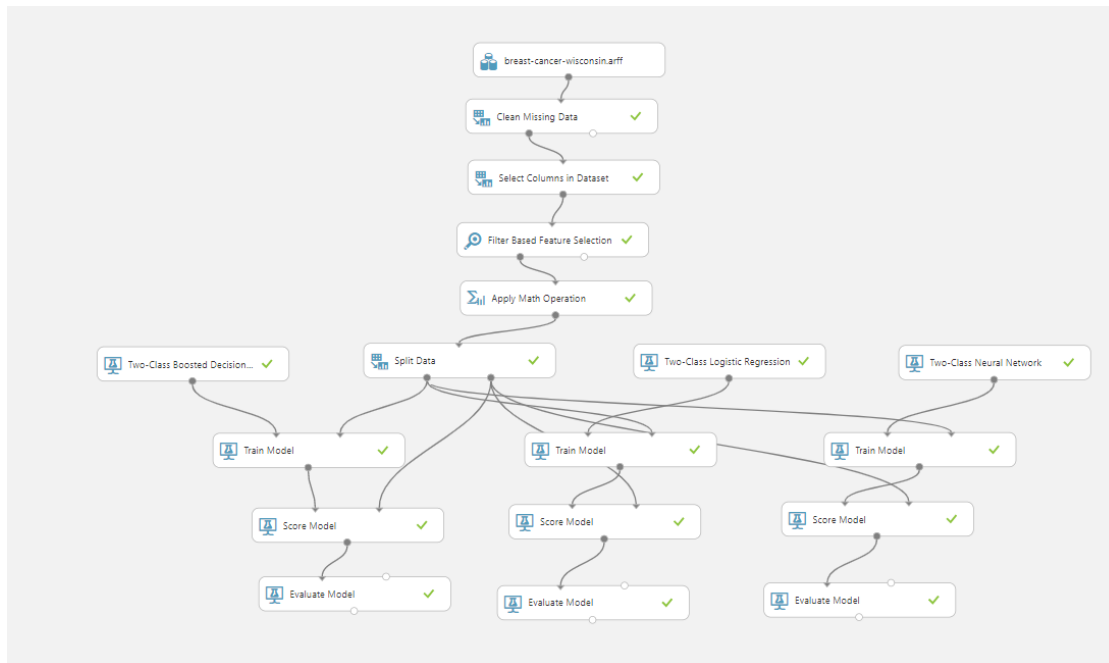 breast-cancer-wisconsin.arff
Clean Missing Data
Select Columns in Dataset
Filter Based Feature Selection
Apply Math Operation
Two-Class Boosted Decision...
Split Data
Two-Class Logistic Regression
Two-Class Neural Network
Train Model
Train Model
Train Model
Score Model
Score Model
Score Model
Evaluate Model
Evaluate Model
Evaluate Model